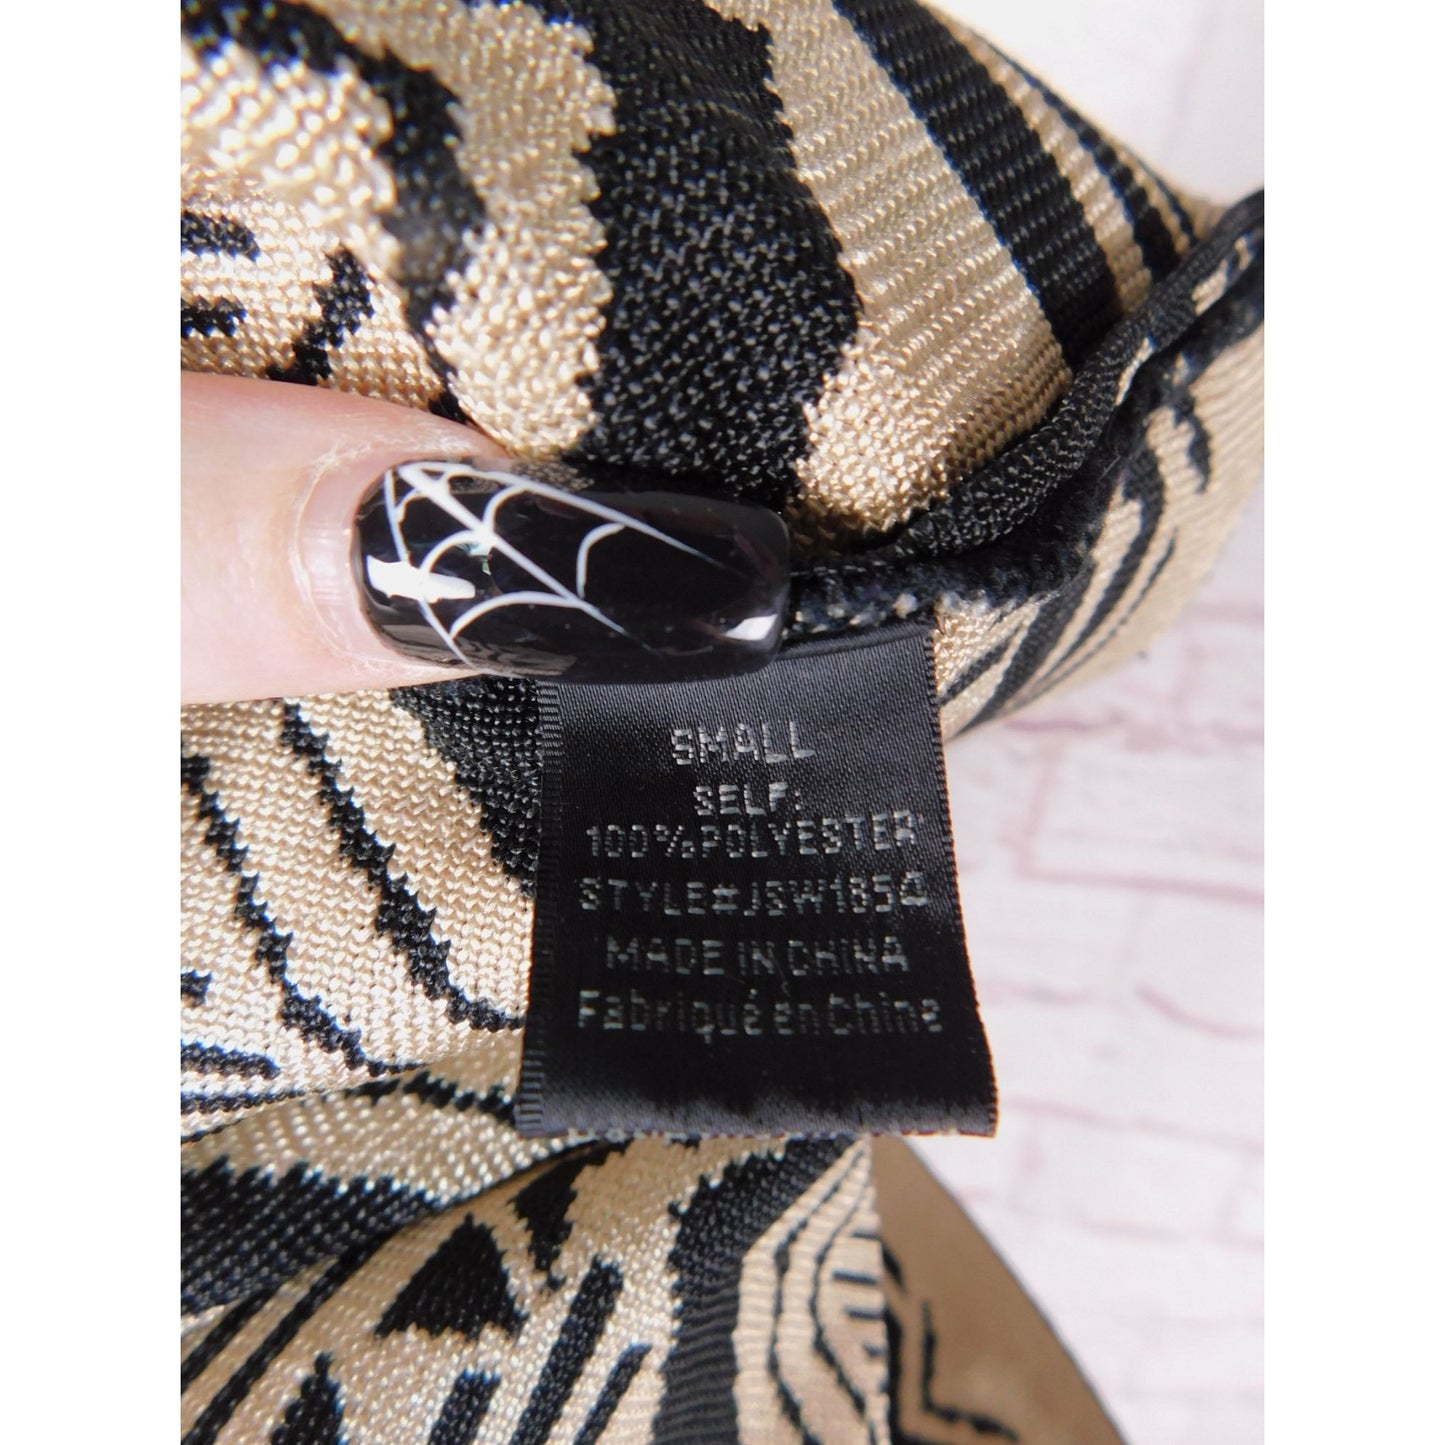 SMALL
SELF:
100%POLYESTER
STYLE#JSW1854
MADE IN CHINA
Fabriqué en Chine